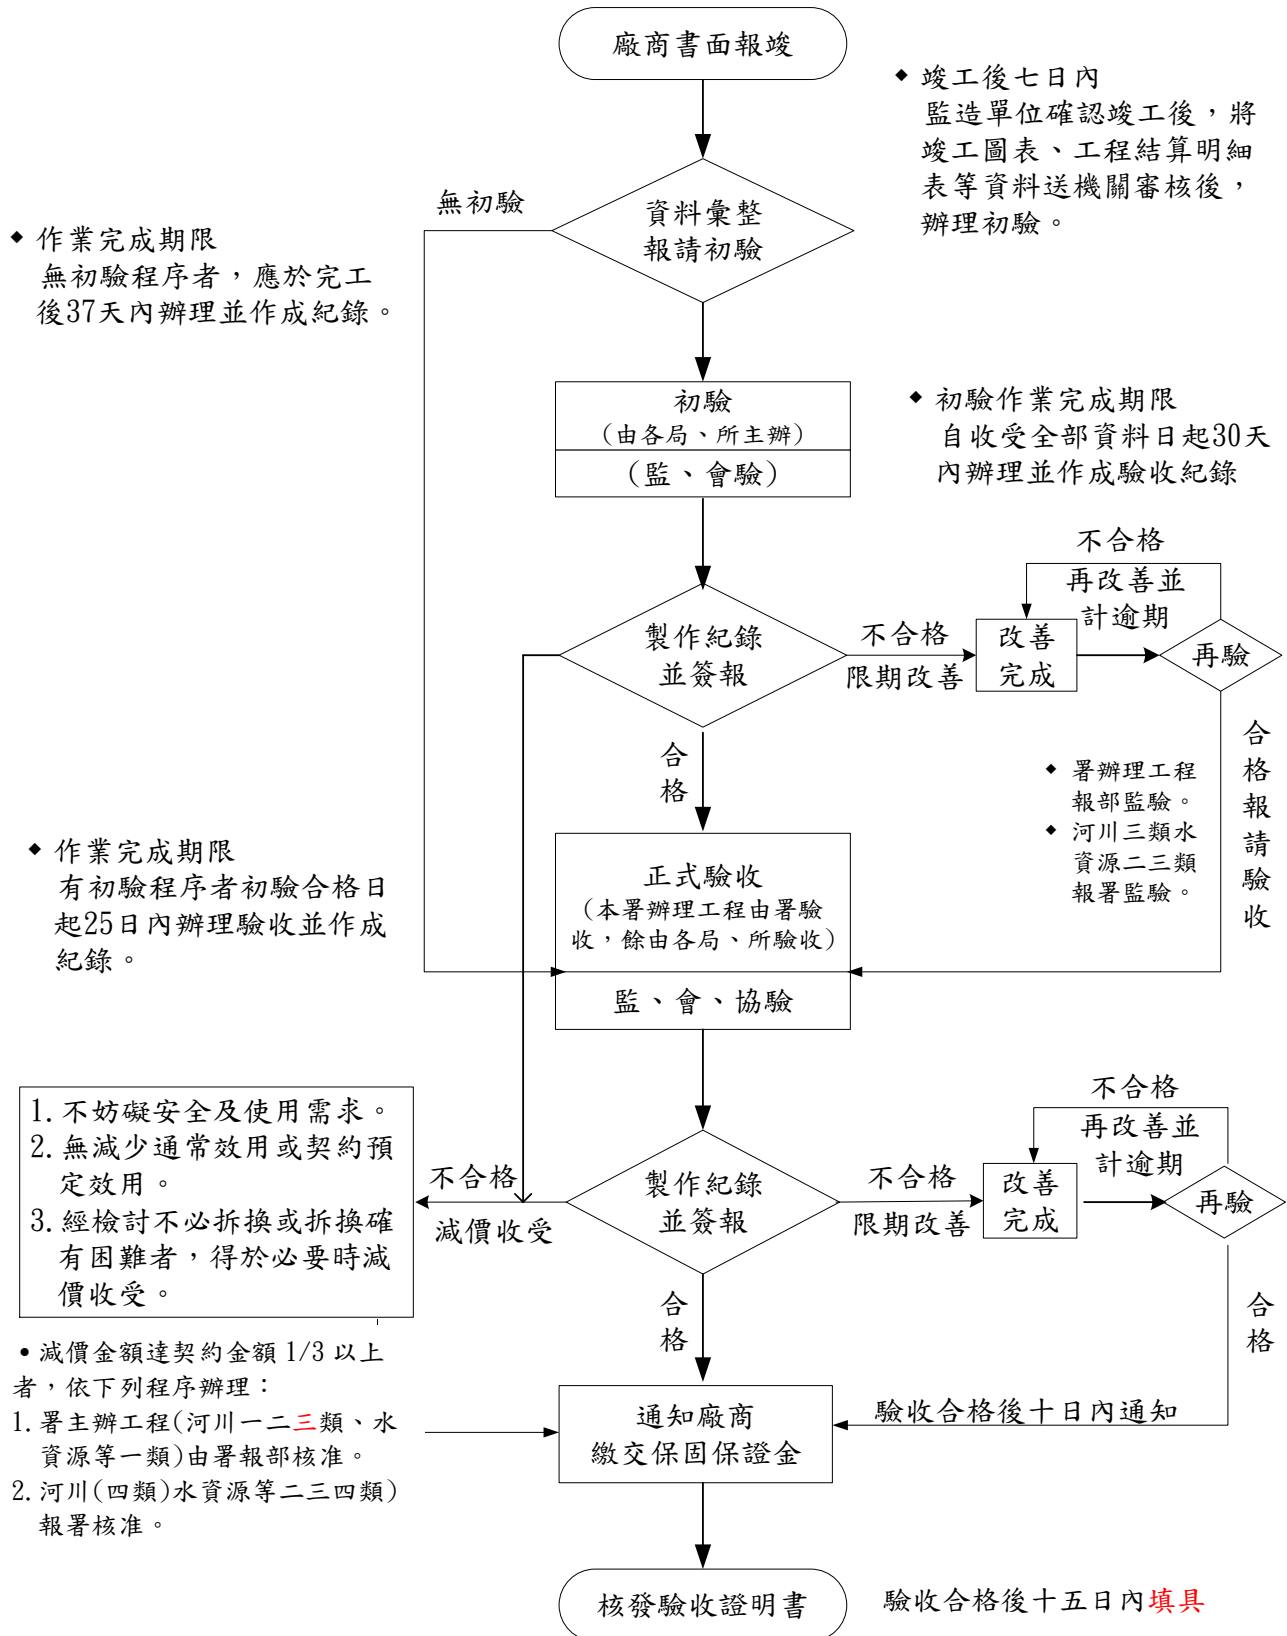 廠商書面報竣
◆ 竣工後七日內
監造單位確認竣工後，將
竣工圖表、工程結算明細
表等資料送機關審核後，
辦理初驗。
無初驗
資料彙整
報請初驗
◆ 作業完成期限
無初驗程序者，應於完工
後37天內辦理並作成紀錄。
初驗
(由各局、所主辦)
(監、會驗)
◆ 初驗作業完成期限
自收受全部資料日起30天
內辦理並作成驗收紀錄
不合格
再改善並
計逾期
製作紀錄
並簽報
不合格
限期改善
改善
完成
再驗
合格
合格報請驗收
◆ 署辦理工程
報部監驗。
◆ 河川三類水
資源二三類
報署監驗。
◆ 作業完成期限
有初驗程序者初驗合格日
起25日內辦理驗收並作成
紀錄。
正式驗收
(本署辦理工程由署驗
收，餘由各局、所驗收)
監、會、協驗
1. 不妨礙安全及使用需求。
2. 無減少通常效用或契約預
定效用。
3. 經檢討不必拆換或拆換確
有困難者，得於必要時減
價收受。
不合格
減價收受
製作紀錄
並簽報
不合格
限期改善
不合格
再改善並
計逾期
改善
完成
再驗
合格
合格
• 減價金額達契約金額 1/3 以上
者，依下列程序辦理：
1. 署主辦工程(河川一二三類、水
資源等一類)由署報部核准。
2. 河川(四類)水資源等二三四類)
報署核准。
通知廠商
繳交保固保證金
驗收合格後十日內通知
核發驗收證明書
驗收合格後十五日內填具